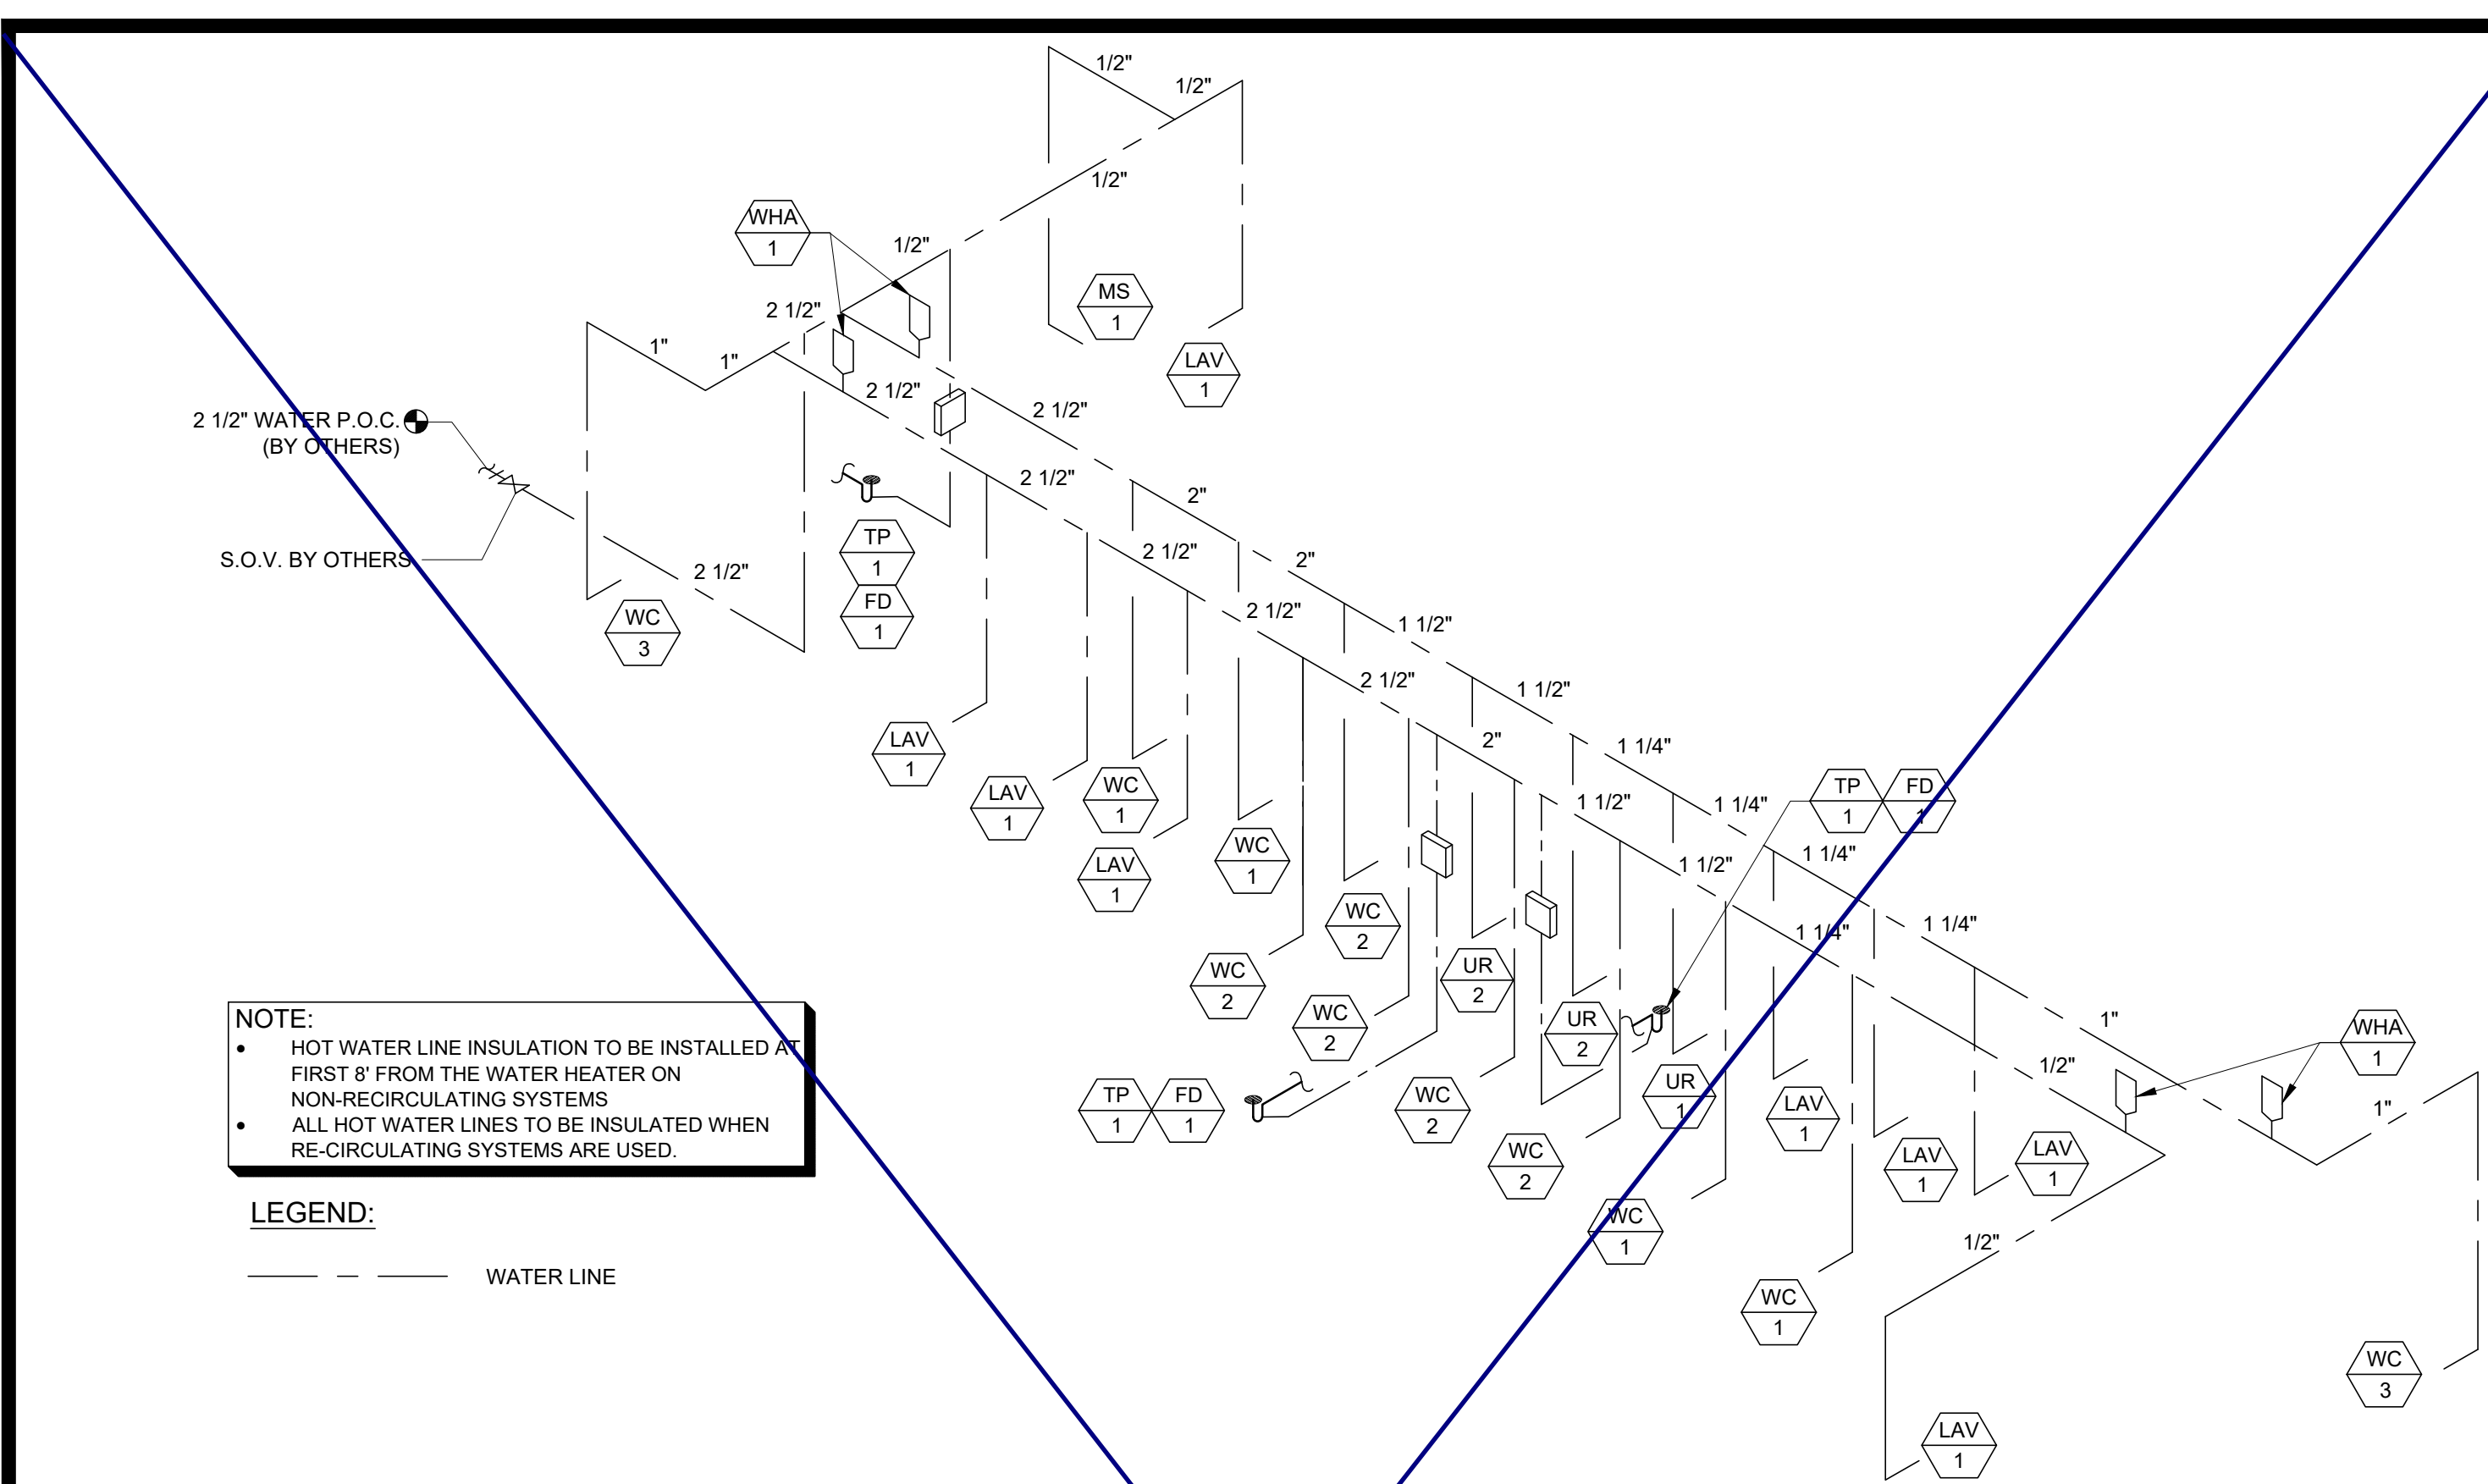 1/2"
1/2"
1/2"
WHA
1
1/2"
MS
1
2 1/2"
LAV
1
1"
1"
2 1/2"
2 1/2"
2 1/2" WATER P.O.C.
(BY OTHERS)
2 1/2"
2"
TP
1
FD
1
2 1/2"
2"
S.O.V. BY OTHERS
2 1/2"
2 1/2"
1 1/2"
WC
3
2 1/2"
1 1/2"
2"
1 1/4"
LAV
1
LAV
1
WC
1
1 1/2"
1 1/4"
TP
1
FD
1
LAV
1
WC
1
1 1/2"
1 1/4"
WC
2
1 1/4"
1 1/4"
WC
2
UR
2
WC
2
UR
2
1"
WHA
1
NOTE:
• HOT WATER LINE INSULATION TO BE INSTALLED AT
FIRST 8' FROM THE WATER HEATER ON
NON-RECIRCULATING SYSTEMS
• ALL HOT WATER LINES TO BE INSULATED WHEN
RE-CIRCULATING SYSTEMS ARE USED.
TP
1
FD
1
WC
2
UR
1
1/2"
1"
LAV
1
WC
2
LAV
1
LAV
1
LEGEND:
WC
1
1/2"
WATER LINE
WC
1
WC
3
LAV
1